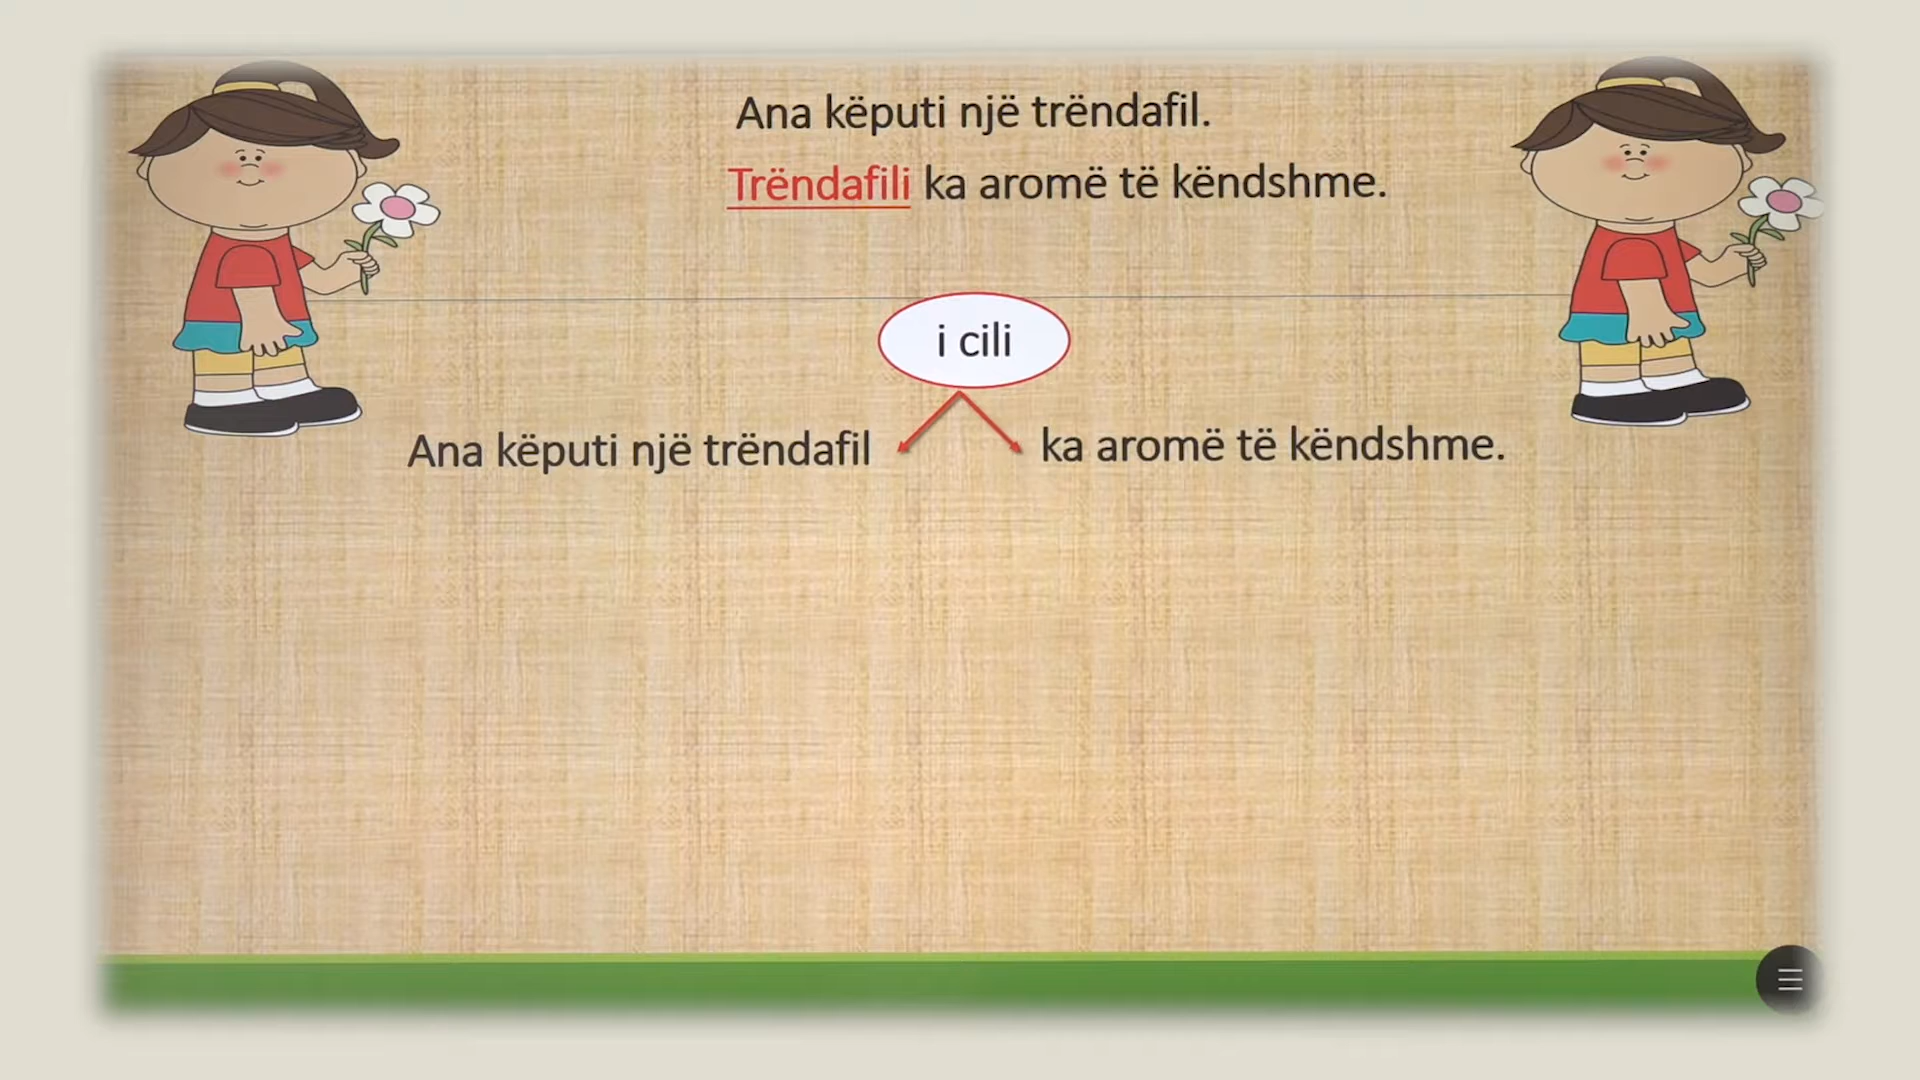 Ana këputi një trëndafil.
Trëndafili ka aromë të këndshme.
i cili
Ana këputi një trëndafil
ka aromë të këndshme.